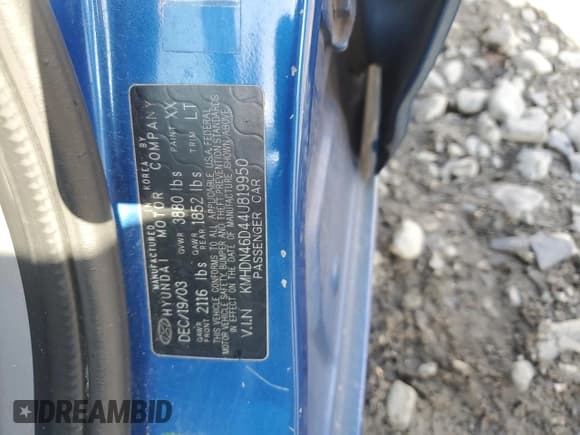 MANUFACTURED IN KOREA BY
HYUNDAI MOTOR COMPANY
DEC/19/03 GVWR 3880 lbs PAINT XX
GAWR FRONT 2116 lbs GAWR REAR 1852 lbs TRIM LT
THIS VEHICLE CONFORMS TO ALL APPLICABLE USA FEDERAL
MOTOR VEHICLE SAFETY, BUMPER AND THEFT PREVENTION STANDARDS
IN EFFECT ON THE DATE OF MANUFACTURE SHOWN ABOVE.
V.I.N KMHDN46D44U819950
PASSENGER CAR
DREAMBID